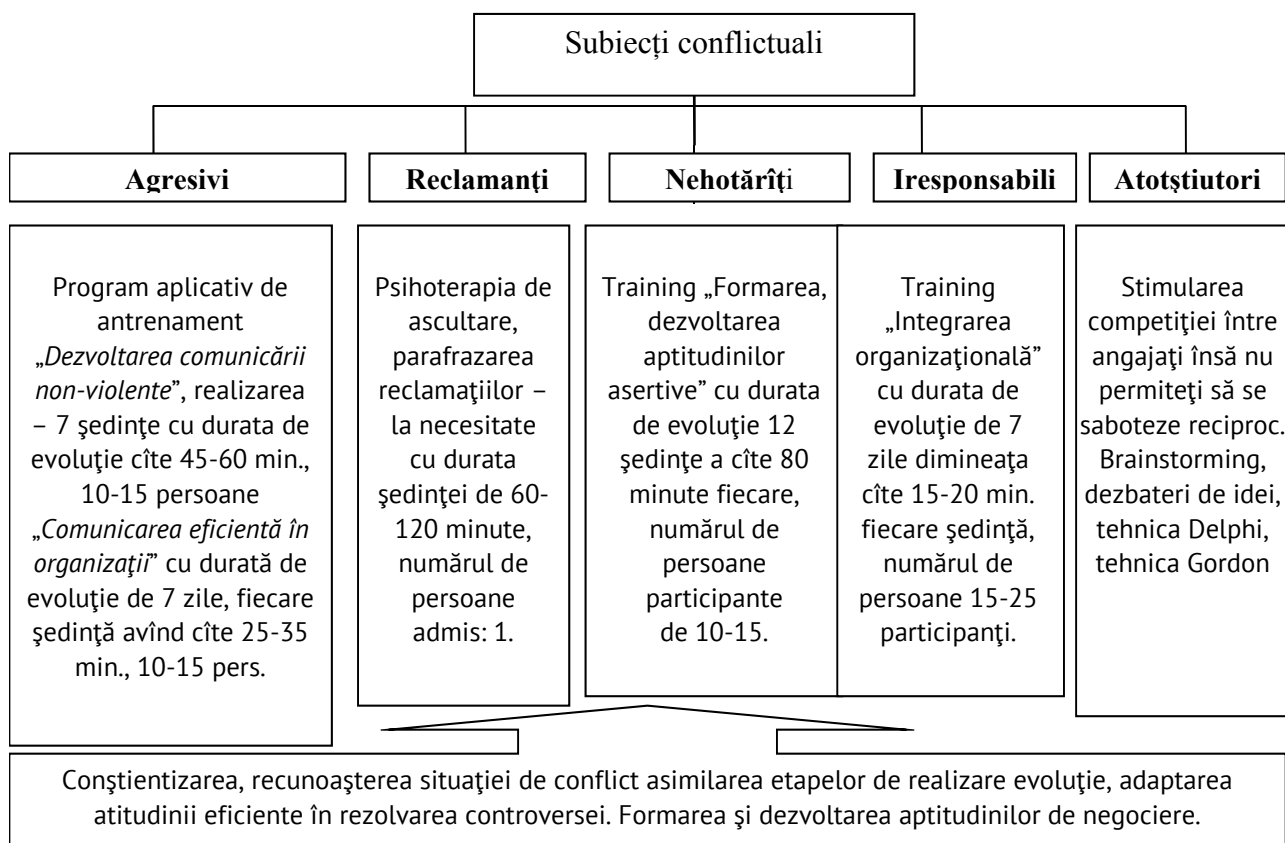 Subiecți conflictuali
Agresivi
Reclamanți
Nehotărîți
Iresponsabili
Atotștiutori
Program aplicativ de
antrenament
„Dezvoltarea comunicării
non-violente”, realizarea
– 7 şedinţe cu durata de
evoluţie cîte 45-60 min.,
10-15 persoane
„Comunicarea eficientă în
organizaţii” cu durată de
evoluţie de 7 zile, fiecare
şedinţă avînd cîte 25-35
min., 10-15 pers.
Psihoterapia de
ascultare,
parafrazarea
reclamaţiilor –
la necesitate
cu durata
şedinţei de 60-
120 minute,
numărul de
persoane
admis: 1.
Training „Formarea,
dezvoltarea
aptitudinilor
asertive” cu durata
de evoluţie 12
şedinţe a cîte 80
minute fiecare,
numărul de
persoane
participante
de 10-15.
Training
„Integrarea
organizaţională”
cu durata de
evoluţie de 7
zile dimineaţa
cîte 15-20 min.
fiecare şedinţă,
numărul de
persoane 15-25
participanţi.
Stimularea
competiţiei între
angajaţi însă nu
permiteţi să se
saboteze reciproc.
Brainstorming,
dezbateri de idei,
tehnica Delphi,
tehnica Gordon
Conştientizarea, recunoaşterea situaţiei de conflict asimilarea etapelor de realizare evoluţie, adaptarea
atitudinii eficiente în rezolvarea controversei. Formarea şi dezvoltarea aptitudinilor de negociere.